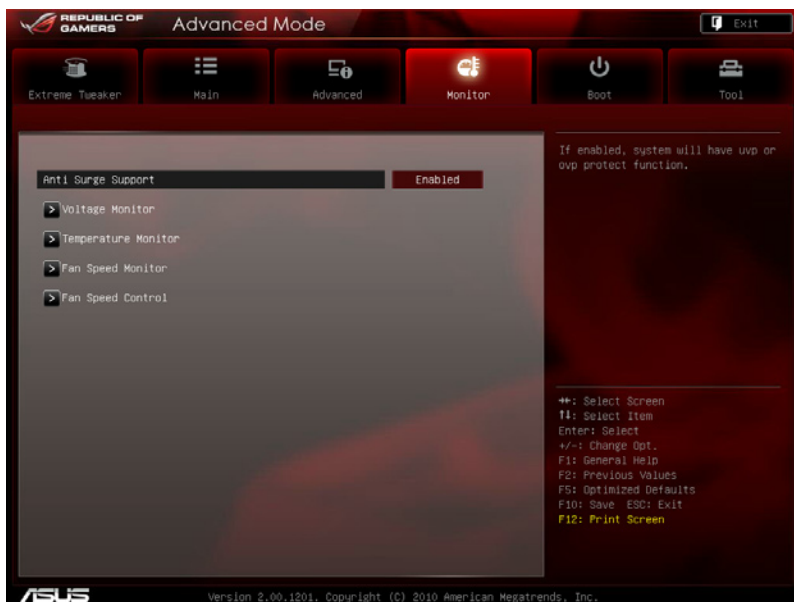 REPUBLIC OF
GAMERS
Advanced Mode
Exit
Extreme Tweaker
Main
Advanced
Monitor
Boot
Tool
Anti Surge Support
Enabled
> Voltage Monitor
> Temperature Monitor
> Fan Speed Monitor
> Fan Speed Control
If enabled, system will have uvp or
ovp protect function.
→←: Select Screen
↑↓: Select Item
Enter: Select
+/-: Change Opt.
F1: General Help
F2: Previous Values
F5: Optimized Defaults
F10: Save ESC: Exit
F12: Print Screen
ASUS
Version 2.00.1201. Copyright (C) 2010 American Megatrends, Inc.